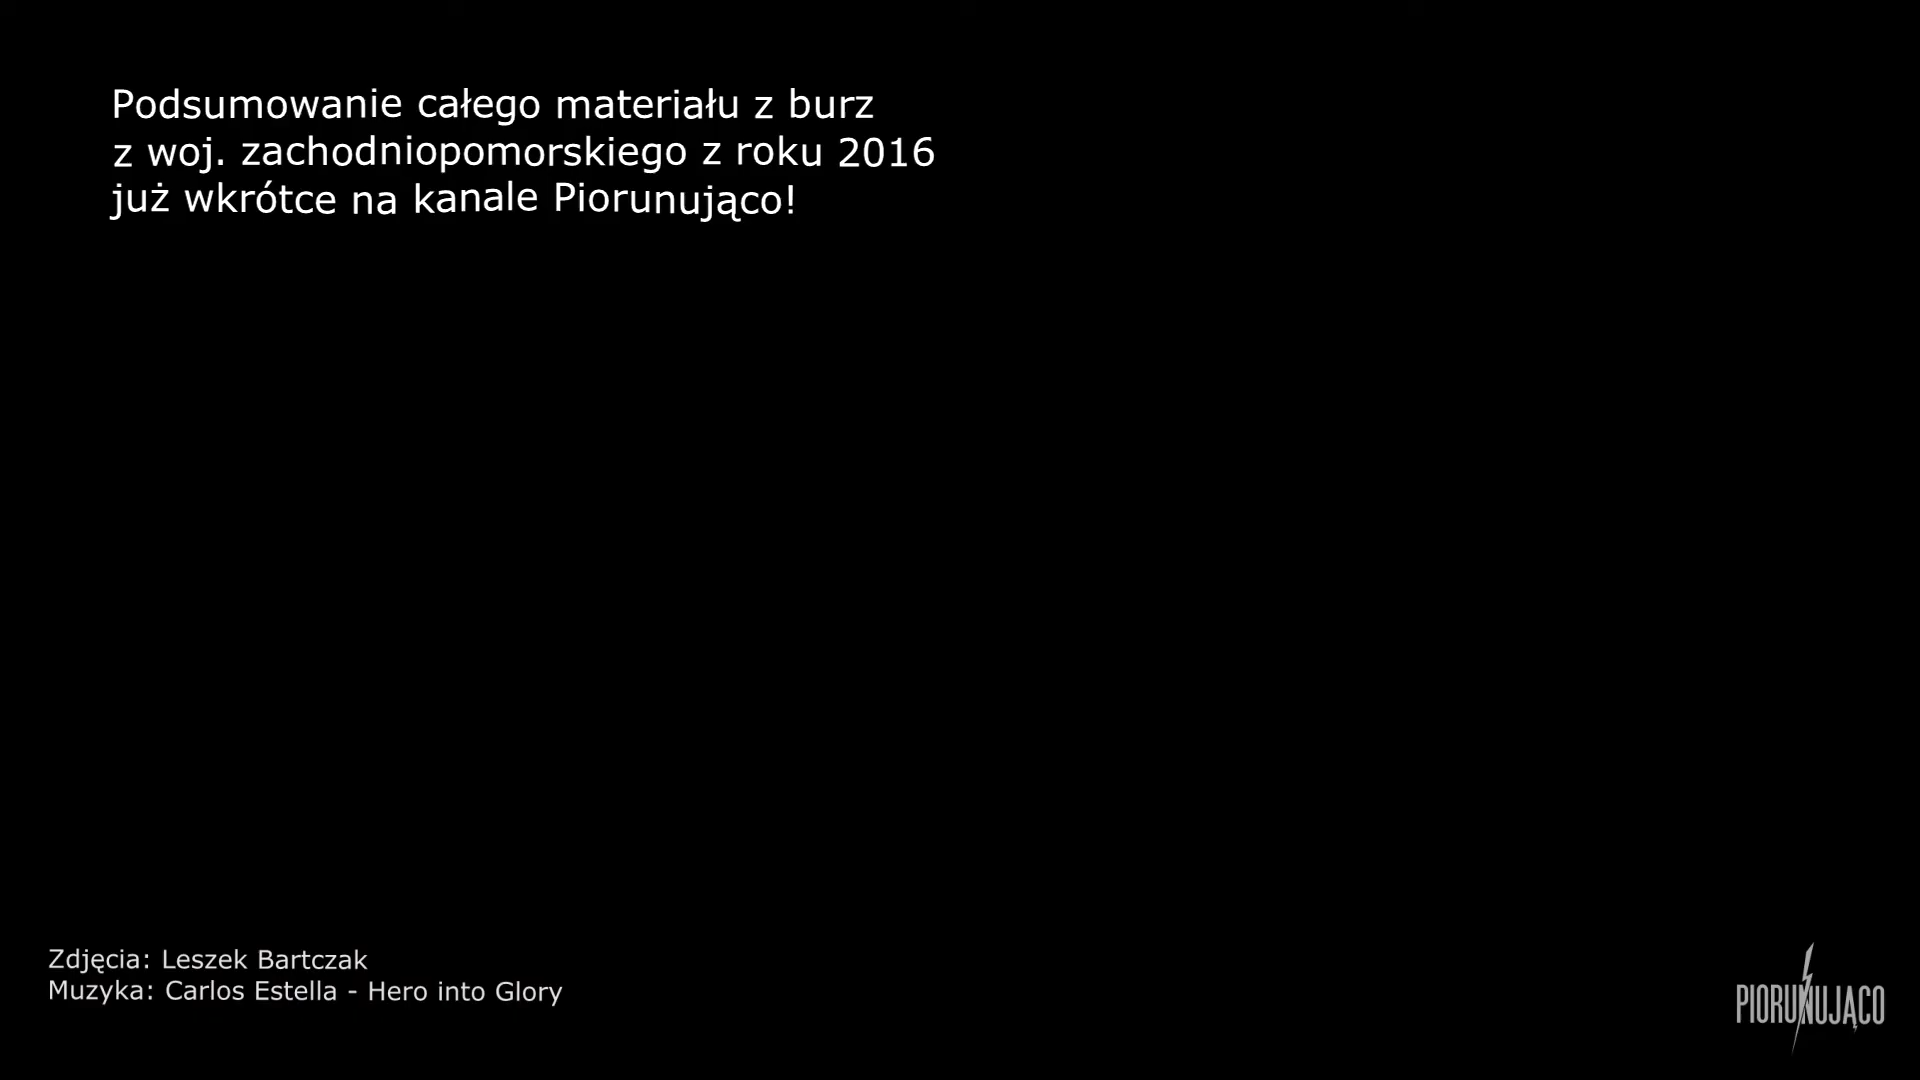 Podsumowanie całego materiału z burz
z woj. zachodniopomorskiego z roku 2016
już wkrótce na kanale Piorunująco!
Zdjęcia: Leszek Bartczak
Muzyka: Carlos Estella - Hero into Glory
PIORUNUJĄCO